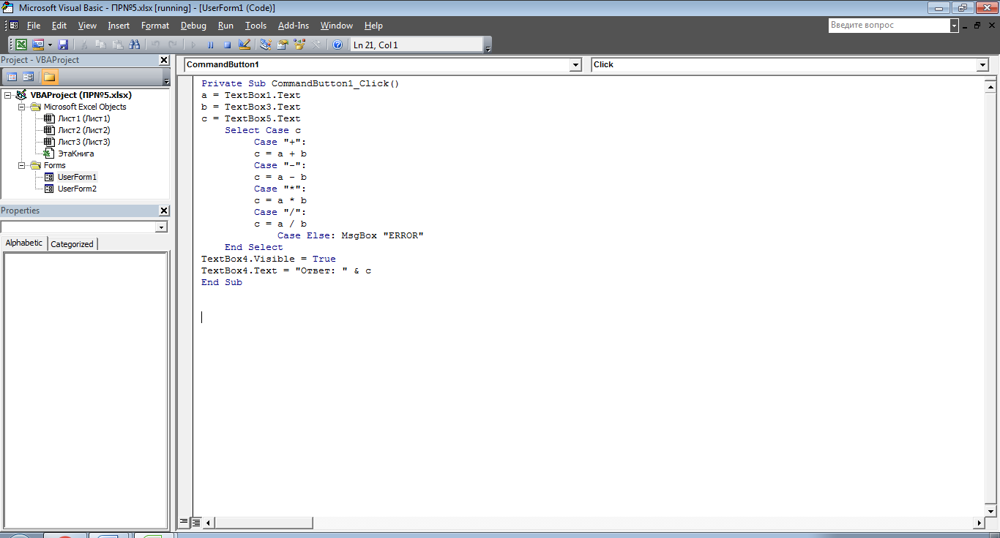 Microsoft Visual Basic - ПР№5.xlsx [running] - [UserForm1 (Code)]
File Edit View Insert Format Debug Run Tools Add-Ins Window Help
Введите вопрос
Ln 21, Col 1
Project - VBAProject
CommandButton1
Click
VBAProject (ПР№5.xlsx)
Microsoft Excel Objects
Лист1 (Лист1)
Лист2 (Лист2)
Лист3 (Лист3)
ЭтаКнига
Forms
UserForm1
UserForm2
Properties
Alphabetic Categorized
Private Sub CommandButton1_Click()
a = TextBox1.Text
b = TextBox3.Text
c = TextBox5.Text
Select Case c
Case "+":
c = a + b
Case "-":
c = a - b
Case "*":
c = a * b
Case "/":
c = a / b
Case Else: MsgBox "ERROR"
End Select
TextBox4.Visible = True
TextBox4.Text = "Ответ: " & c
End Sub